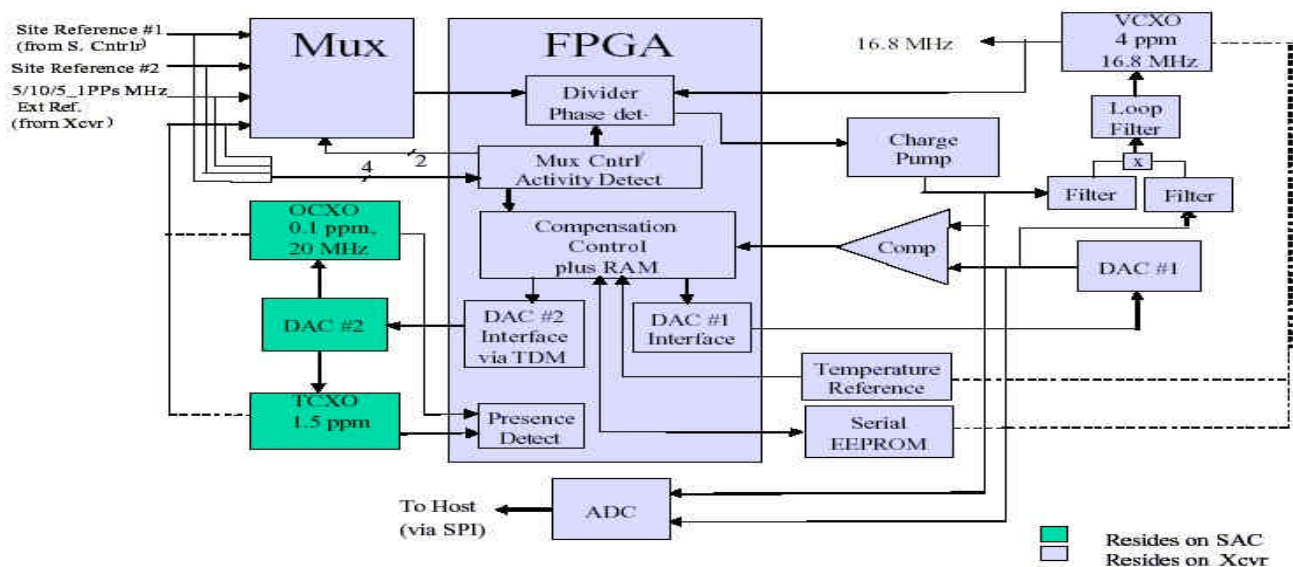 Site Reference #1
(from S. Cntrlr)
Site Reference #2
5/10/5_1PPs MHz
Ext Ref.
(from Xcvr)
Mux
FPGA
Divider
Phase det-
Mux Cntrl/
Activity Detect
2
4
Compensation
Control
plus RAM
DAC #2
Interface
via TDM
DAC #1
Interface
Presence
Detect
OCXO
0.1 ppm,
20 MHz
DAC #2
TCXO
1.5 ppm
16.8 MHz
VCXO
4 ppm
16.8 MHz
Loop
Filter
Charge
Pump
x
Filter
Filter
Comp
DAC #1
Temperature
Reference
Serial
EEPROM
To Host
(via SPI)
ADC
Resides on SAC
Resides on Xcvr